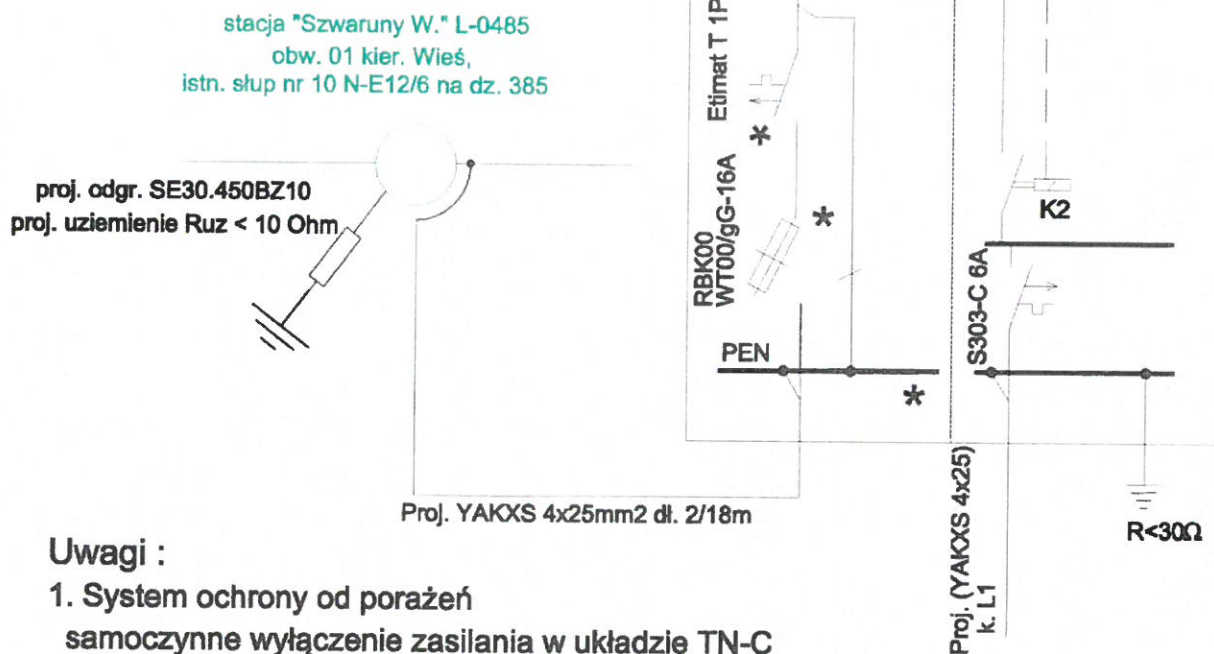 stacja "Szwaruny W." L-0485
obw. 01 kier. Wieś,
istn. słup nr 10 N-E12/6 na dz. 385
proj. odgr. SE30.450BZ10
proj. uziemienie Ruz < 10 Ohm
Etimat T 1P
*
RBK00
WT00/gG-16A
*
PEN
*
K2
S303-C 6A
Proj. YAKXS 4x25mm2 dł. 2/18m
Proj. (YAKXS 4x25)
k. L1
R<30Ω
Uwagi :
1. System ochrony od porażeń
samoczynne wyłączenie zasilania w układzie TN-C